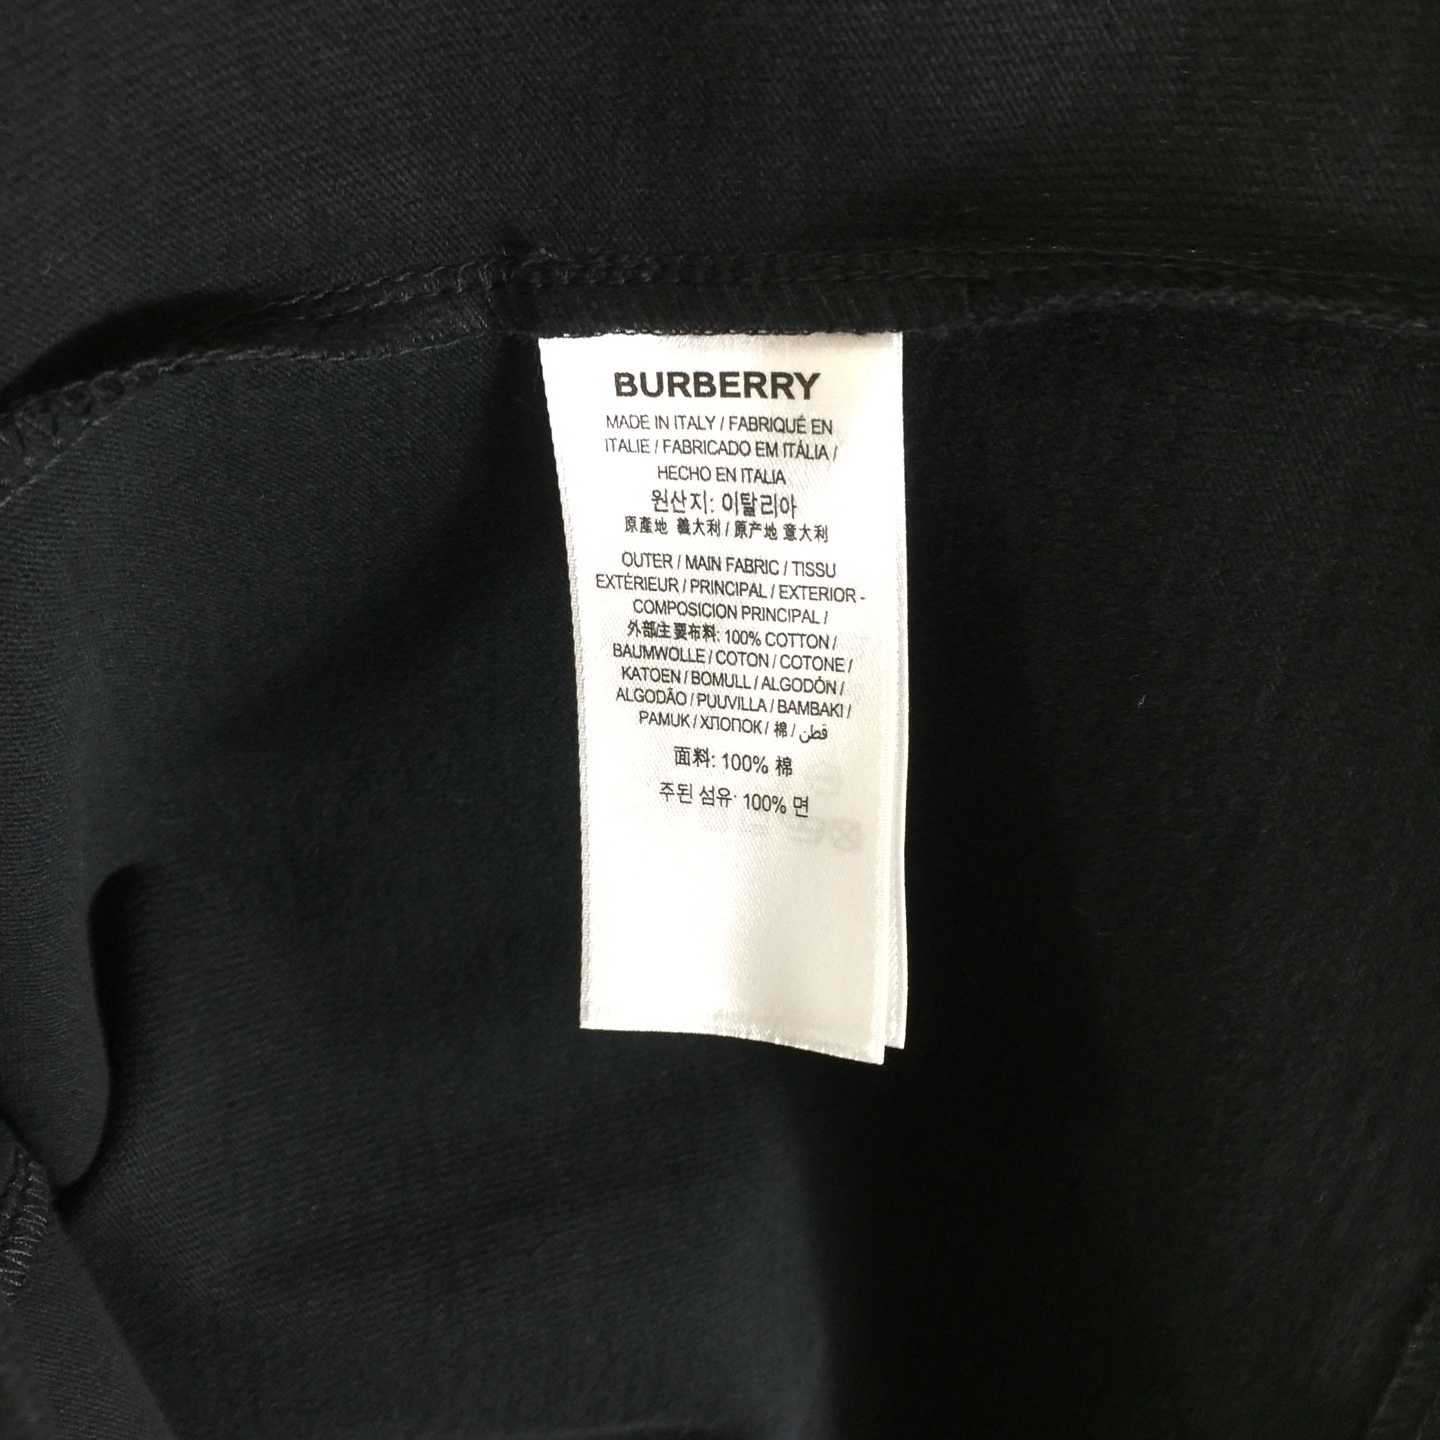 BURBERRY
MADE IN ITALY / FABRIQUÉ EN
ITALIE / FABRICADO EM ITÁLIA /
HECHO EN ITALIA
원산지: 이탈리아
原產地 義大利 / 原产地 意大利
OUTER / MAIN FABRIC / TISSU
EXTÉRIEUR / PRINCIPAL / EXTERIOR -
COMPOSICION PRINCIPAL /
外部主要布料: 100% COTTON /
BAUMWOLLE / COTON / COTONE /
KATOEN / BOMULL / ALGODÓN /
ALGODÃO / PUUVILLA / BAMBAKI /
PAMUK / ХЛОПОК / 棉 / قطن
面料: 100% 棉
주된 섬유: 100% 면